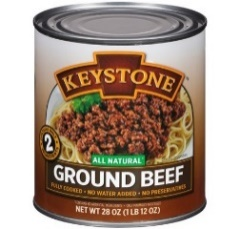 KEYSTONE
2
ALL NATURAL
GROUND BEEF
FULLY COOKED • NO WATER ADDED • NO PRESERVATIVES
NET WT 28 OZ (1 LB 12 OZ)